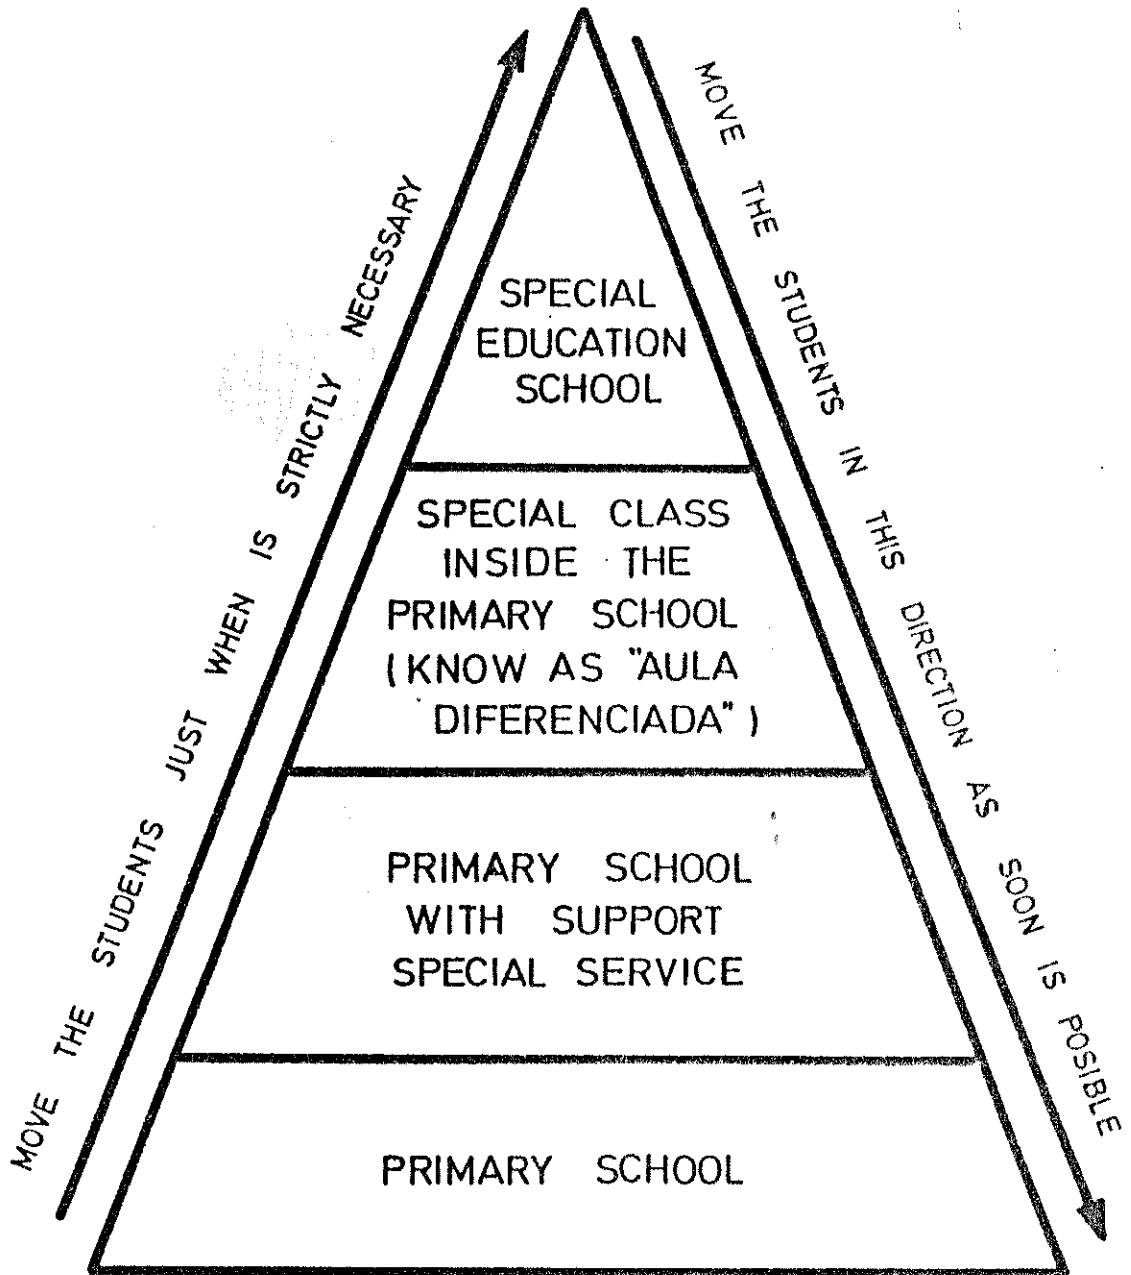 MOVE THE STUDENTS JUST WHEN IS STRICTLY NECESSARY
MOVE THE STUDENTS IN THIS DIRECTION AS SOON IS POSIBLE
SPECIAL
EDUCATION
SCHOOL
SPECIAL CLASS
INSIDE THE
PRIMARY SCHOOL
(KNOW AS "AULA
DIFERENCIADA")
PRIMARY SCHOOL
WITH SUPPORT
SPECIAL SERVICE
PRIMARY SCHOOL